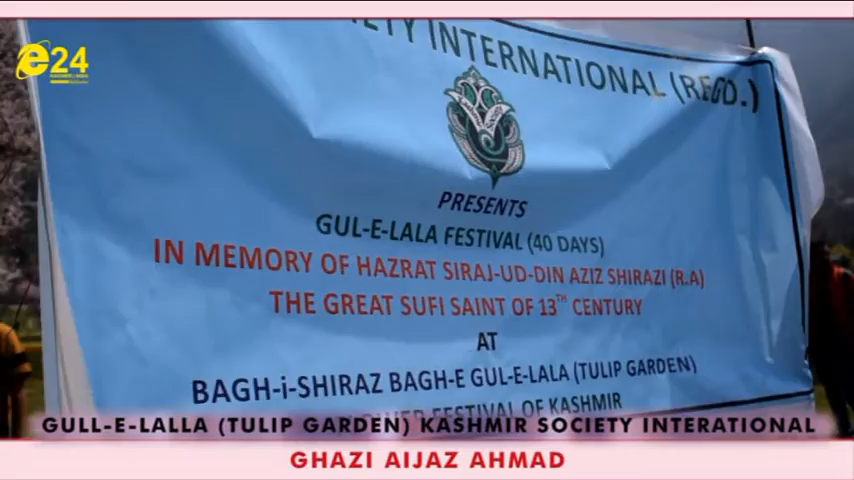 e24
INTERNATIONAL (REGD.)
PRESENTS
GUL-E-LALA FESTIVAL (40 DAYS)
IN MEMORY OF HAZRAT SIRAJ-UD-DIN AZIZ SHIRAZI (R.A)
THE GREAT SUFI SAINT OF 13TH CENTURY
AT
BAGH-i-SHIRAZ BAGH-E GUL-E-LALA (TULIP GARDEN)
FESTIVAL OF KASHMIR
GULL-E-LALLA (TULIP GARDEN) KASHMIR SOCIETY INTERATIONAL
GHAZI AIJAZ AHMAD